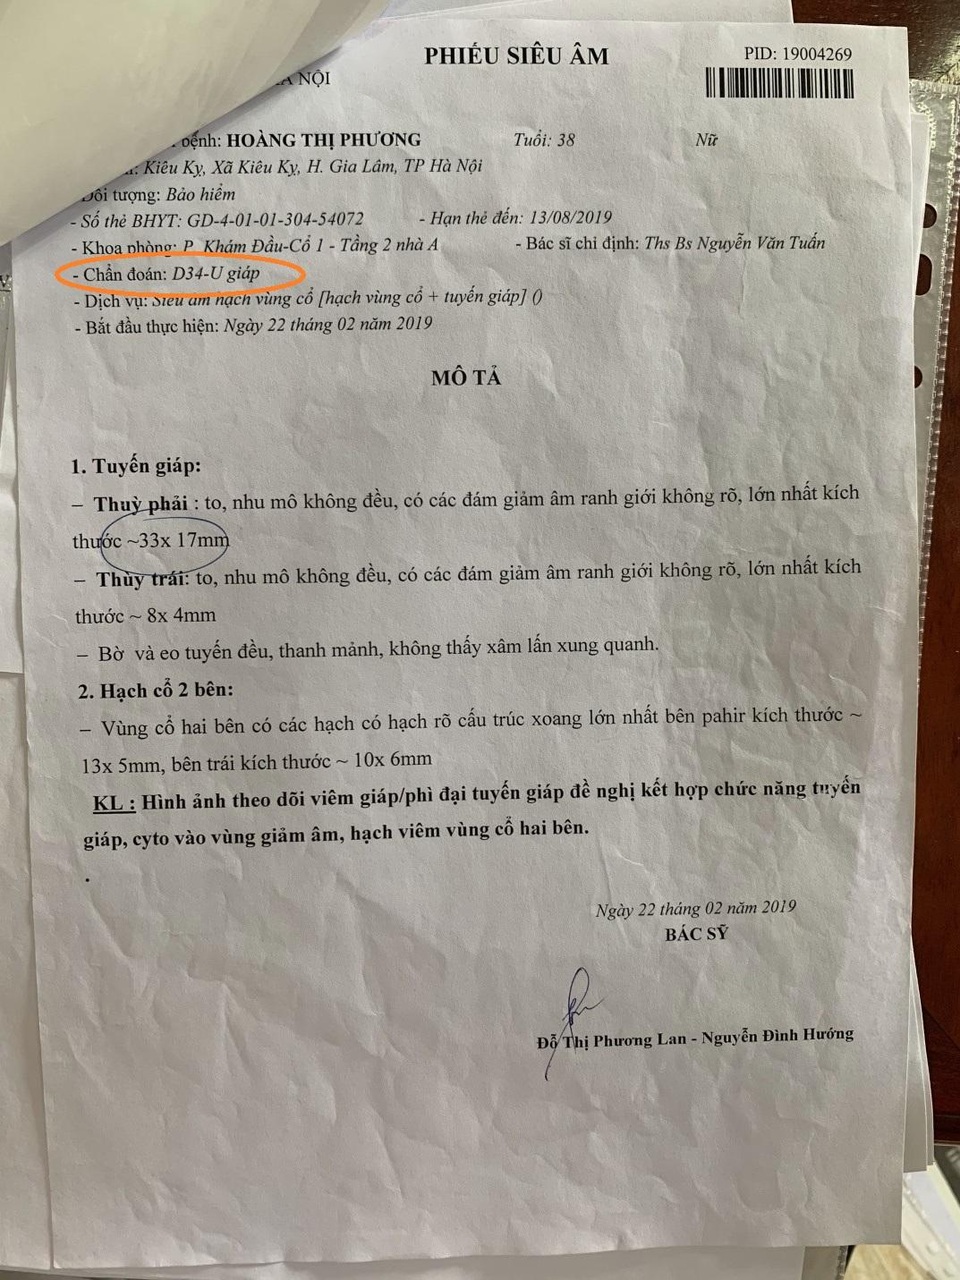 PHIẾU SIÊU ÂM
PID: 19004269
HÀ NỘI
bệnh: HOÀNG THỊ PHƯƠNG Tuổi: 38 Nữ
Kiêu Kỵ, Xã Kiêu Kỵ, H. Gia Lâm, TP Hà Nội
Đối tượng: Bảo hiểm
- Số thẻ BHYT: GD-4-01-01-304-54072 - Hạn thẻ đến: 13/08/2019
- Khoa phòng: P Khám Đầu-Cổ 1 - Tầng 2 nhà A - Bác sĩ chỉ định: Ths Bs Nguyễn Văn Tuấn
- Chẩn đoán: D34-U giáp
- Dịch vụ: Siêu âm hạch vùng cổ [hạch vùng cổ + tuyến giáp] ()
- Bắt đầu thực hiện: Ngày 22 tháng 02 năm 2019
MÔ TẢ
1. Tuyến giáp:
– Thuỳ phải : to, nhu mô không đều, có các đám giảm âm ranh giới không rõ, lớn nhất kích
thước ~33x 17mm
– Thùy trái: to, nhu mô không đều, có các đám giảm âm ranh giới không rõ, lớn nhất kích
thước ~ 8x 4mm
– Bờ và eo tuyến đều, thanh mảnh, không thấy xâm lấn xung quanh.
2. Hạch cổ 2 bên:
– Vùng cổ hai bên có các hạch có hạch rõ cấu trúc xoang lớn nhất bên pahir kích thước ~
13x 5mm, bên trái kích thước ~ 10x 6mm
KL : Hình ảnh theo dõi viêm giáp/phì đại tuyến giáp đề nghị kết hợp chức năng tuyến
giáp, cyto vào vùng giảm âm, hạch viêm vùng cổ hai bên.
.
Ngày 22 tháng 02 năm 2019
BÁC SỸ
Đỗ Thị Phương Lan - Nguyễn Đình Hướng